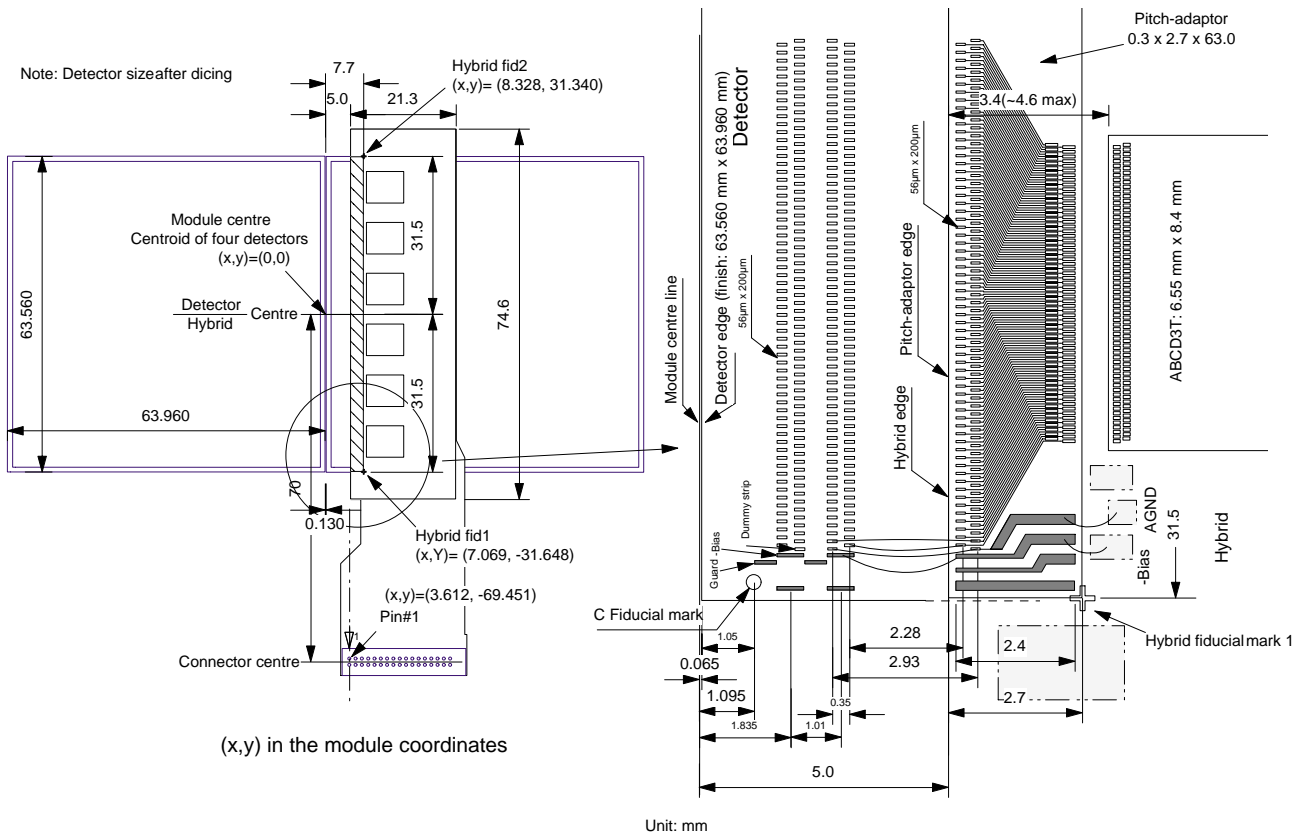 Note: Detector sizeafter dicing
7.7
5.0
21.3
Hybrid fid2
(x,y)= (8.328, 31.340)
Module centre
Centroid of four detectors
(x,y)=(0,0)
Detector
Hybrid
Centre
63.560
63.960
31.5
31.5
74.6
70
0.130
Hybrid fid1
(x,Y)= (7.069, -31.648)
(x,y)=(3.612, -69.451)
Pin#1
1
Connector centre
(x,y) in the module coordinates
Pitch-adaptor
0.3 x 2.7 x 63.0
3.4(~4.6 max)
Module centre line
Detector edge (finish: 63.560 mm x 63.960 mm)
Detector
56µm x 200µm
56µm x 200µm
Pitch-adaptor edge
Hybrid edge
ABCD3T: 6.55 mm x 8.4 mm
Guard
-Bias
Dummy strip
-Bias
AGND
31.5
Hybrid
C Fiducial mark
Hybrid fiducialmark 1
1.05
0.065
1.095
1.835
1.01
0.35
2.28
2.93
2.4
2.7
5.0
Unit: mm